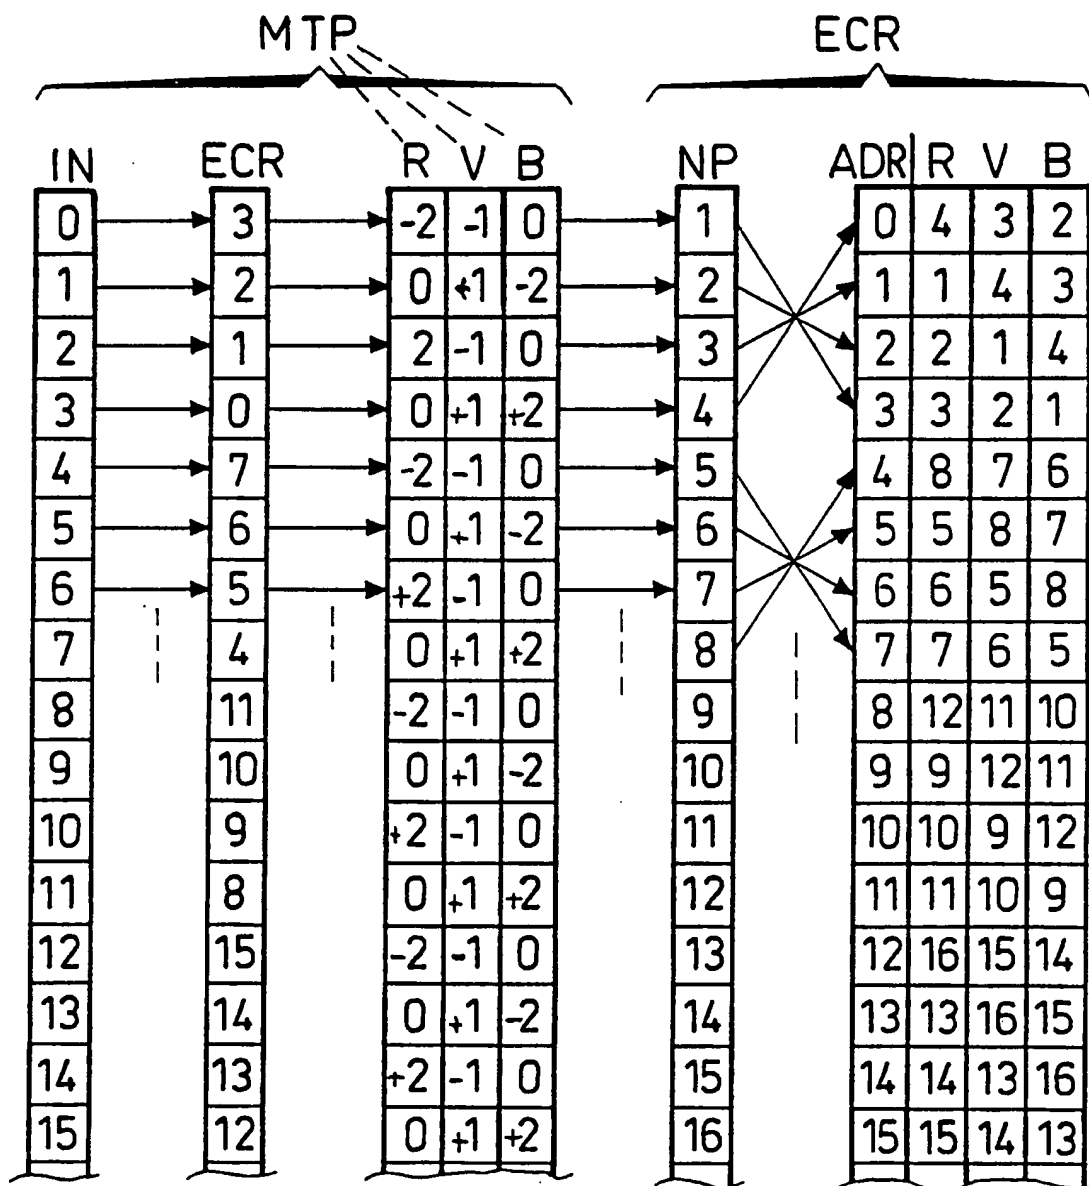 MTP ECR
IN ECR R V B NP ADR R V B
0 3 -2 -1 0 1 0 4 3 2
1 2 0 +1 -2 2 1 1 4 3
2 1 2 -1 0 3 2 2 1 4
3 0 0 +1 +2 4 3 3 2 1
4 7 -2 -1 0 5 4 8 7 6
5 6 0 +1 -2 6 5 5 8 7
6 5 +2 -1 0 7 6 6 5 8
7 4 0 +1 +2 8 7 7 6 5
8 11 -2 -1 0 9 8 12 11 10
9 10 0 +1 -2 10 9 9 12 11
10 9 +2 -1 0 11 10 10 9 12
11 8 0 +1 +2 12 11 11 10 9
12 15 -2 -1 0 13 12 16 15 14
13 14 0 +1 -2 14 13 13 16 15
14 13 +2 -1 0 15 14 14 13 16
15 12 0 +1 +2 16 15 15 14 13